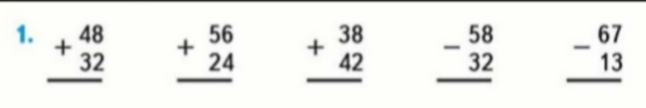 1. + 48 + 56 + 38 − 58 − 67
32 24 42 32 13